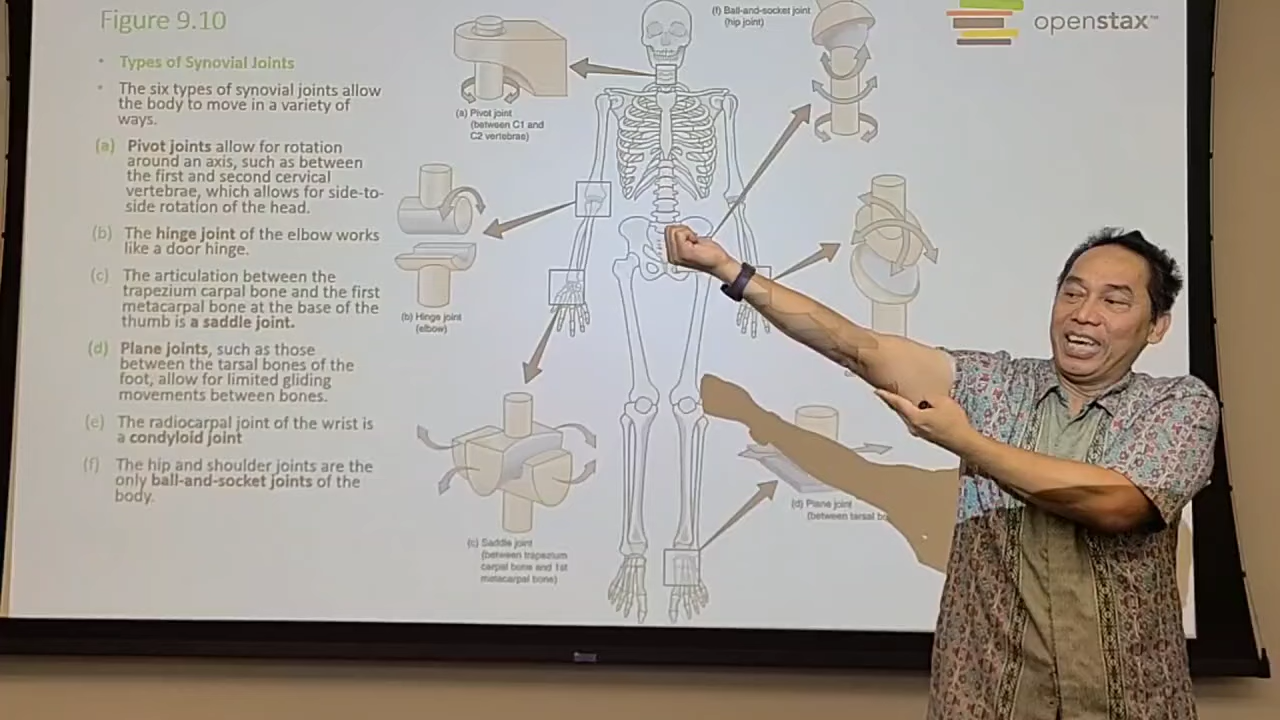 Figure 9.10
openstax™
• Types of Synovial Joints
• The six types of synovial joints allow
the body to move in a variety of
ways.
(a) Pivot joints allow for rotation
around an axis, such as between
the first and second cervical
vertebrae, which allows for side-to-
side rotation of the head.
(b) The hinge joint of the elbow works
like a door hinge.
(c) The articulation between the
trapezium carpal bone and the first
metacarpal bone at the base of the
thumb is a saddle joint.
(d) Plane joints, such as those
between the tarsal bones of the
foot, allow for limited gliding
movements between bones.
(e) The radiocarpal joint of the wrist is
a condyloid joint
(f) The hip and shoulder joints are the
only ball-and-socket joints of the
body.
(a) Pivot joint
(between C1 and
C2 vertebrae)
(f) Ball-and-socket joint
(hip joint)
(b) Hinge joint
(elbow)
(c) Saddle joint
(between trapezium
carpal bone and 1st
metacarpal bone)
(d) Plane joint
(between tarsal